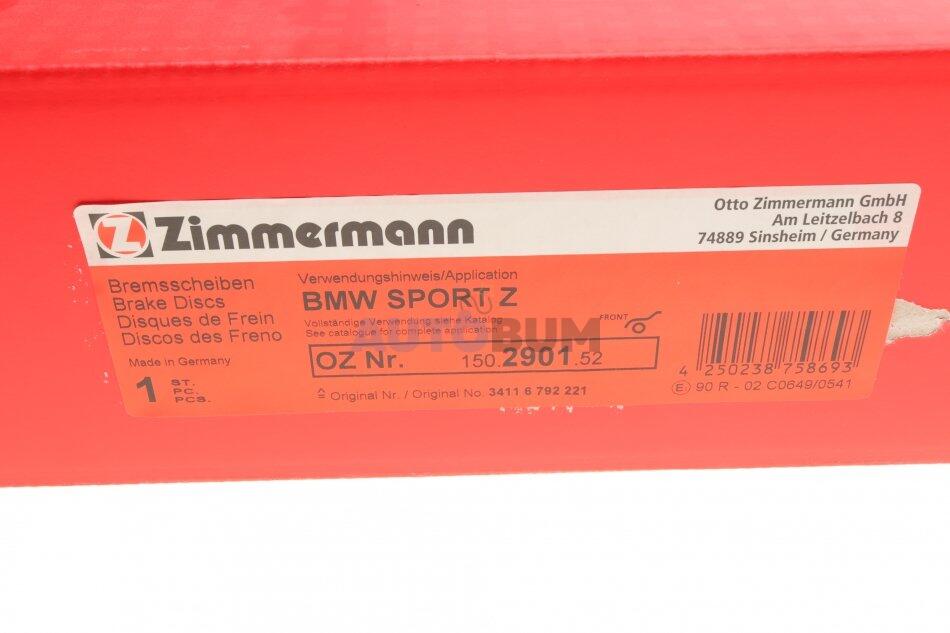 Z Zimmermann
Otto Zimmermann GmbH
Am Leitzelbach 8
74889 Sinsheim / Germany
Bremsscheiben
Brake Discs
Disques de Frein
Discos des Freno
Made in Germany
1 ST.
PC.
PCS.
Verwendungshinweis/Application
BMW SPORT Z
Vollständige Verwendung siehe Katalog
See catalogue for complete application
AUTOBUM
FRONT
OZ Nr. 150.2901.52
Original Nr. / Original No. 3411 6 792 221
4 250238 758693
E 90 R - 02 C0649/0541